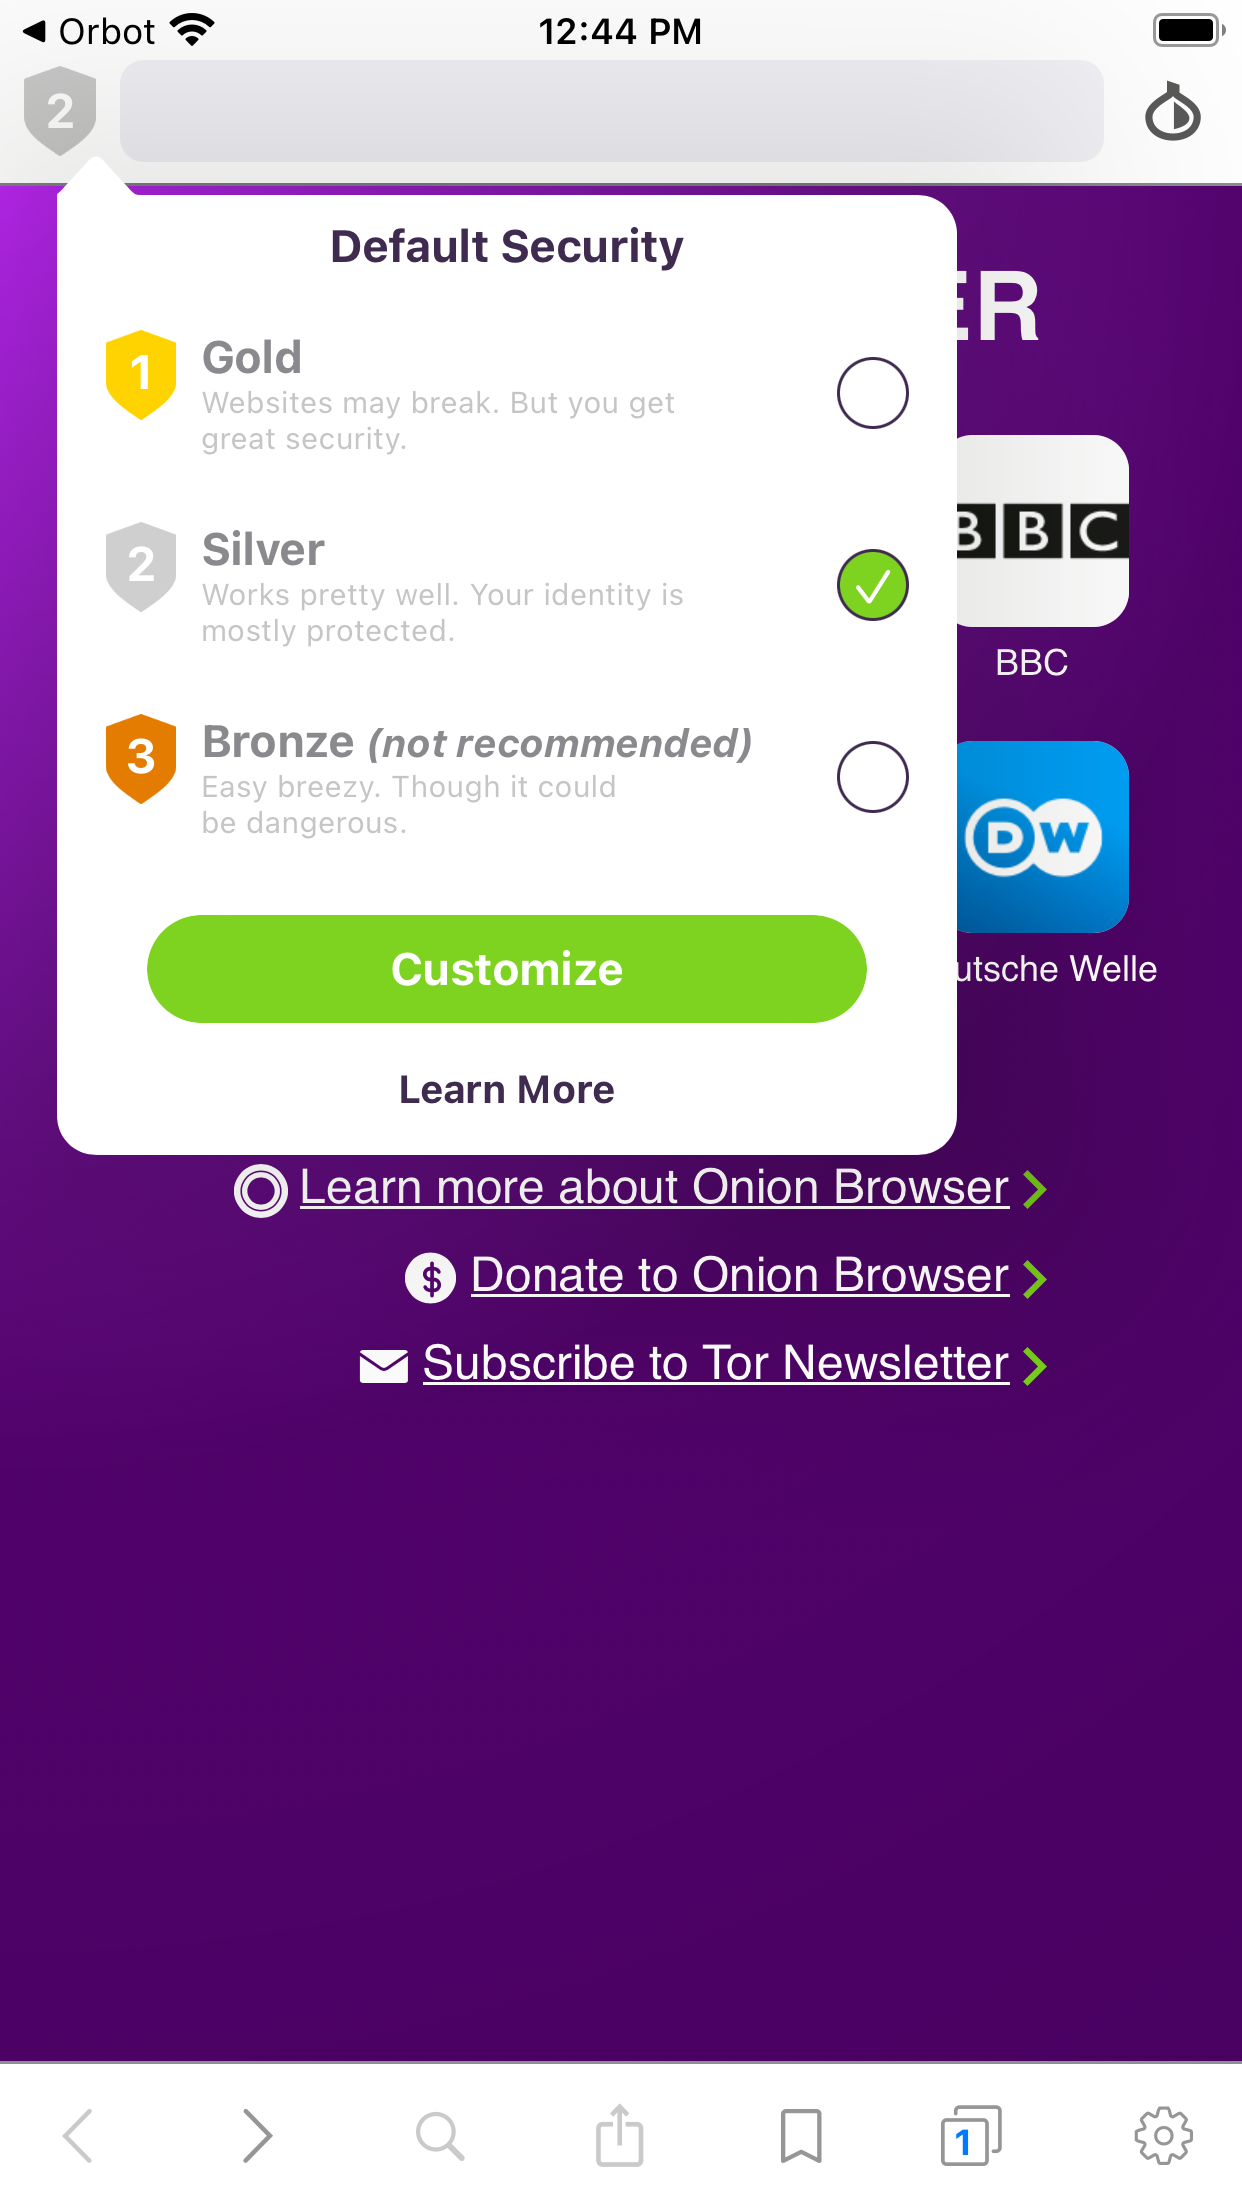 Orbot
12:44 PM
2
Default Security
1
Gold
Websites may break. But you get
great security.
2
Silver
Works pretty well. Your identity is
mostly protected.
3
Bronze (not recommended)
Easy breezy. Though it could
be dangerous.
Customize
Learn More
ER
BBC
BBC
DW
utsche Welle
Learn more about Onion Browser
$ Donate to Onion Browser
Subscribe to Tor Newsletter
1